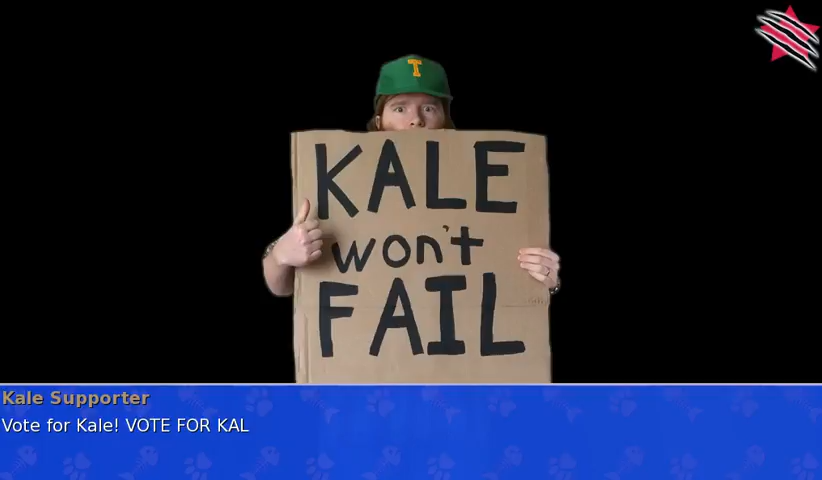 T
KALE
won't
FAIL
Kale Supporter
Vote for Kale! VOTE FOR KAL